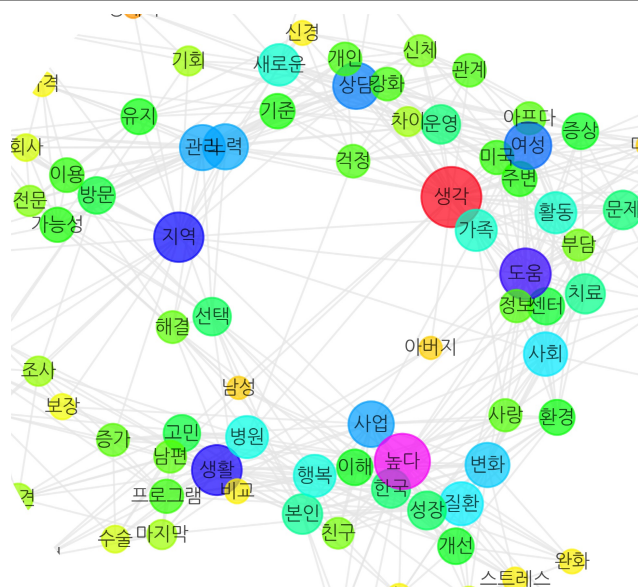 신경
기회
새로운
개인
신체
상담
강화
관계
유지
기준
차이
운영
아프다
증상
회사
관리
노력
걱정
미국
여성
이용
주변
전문
방문
생각
활동
문제
가능성
지역
가족
부담
도움
정보
센터
치료
해결
선택
아버지
사회
조사
남성
보장
사업
사랑
환경
증가
고민
병원
남편
생활
높다
변화
행복
이해
비교
한국
프로그램
본인
성장
질환
수술
마지막
친구
개선
스트레스
완화